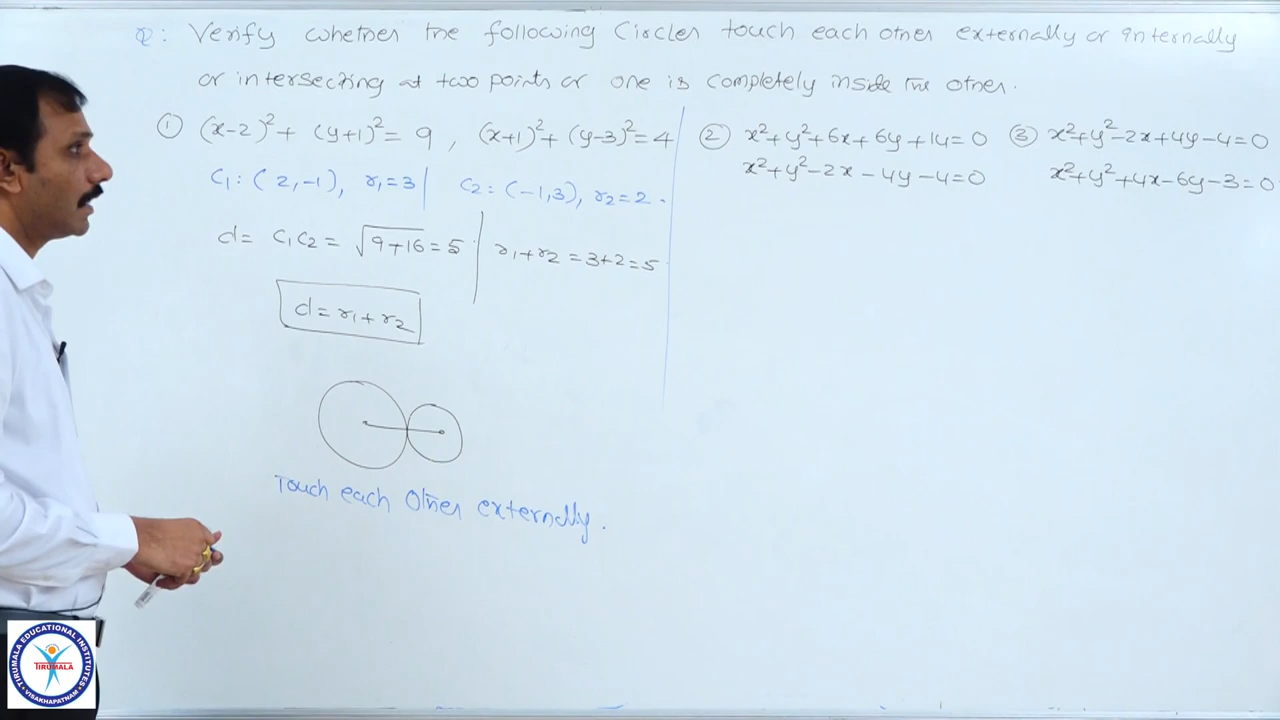 Q: Verify whether the following Circles touch each other externally or internally
or intersecting at two points or one is completely inside the other.
① (x-2)²+ (y+1)²= 9 , (x+1)²+(y-3)²=4
C1: (2,-1), r1=3 | C2: (-1,3), r2=2.
d= C1C2 = √9+16 = 5 | r1+r2 =3+2=5
d=r1+r2
Touch each other externally.
② x²+y²+6x+6y+14=0
x²+y²-2x-4y-4=0
③ x²+y²-2x+4y-4=0
x²+y²+4x-6y-3=0
TIRUMALA EDUCATIONAL INSTITUTES
TIRUMALA
VISAKHAPATNAM